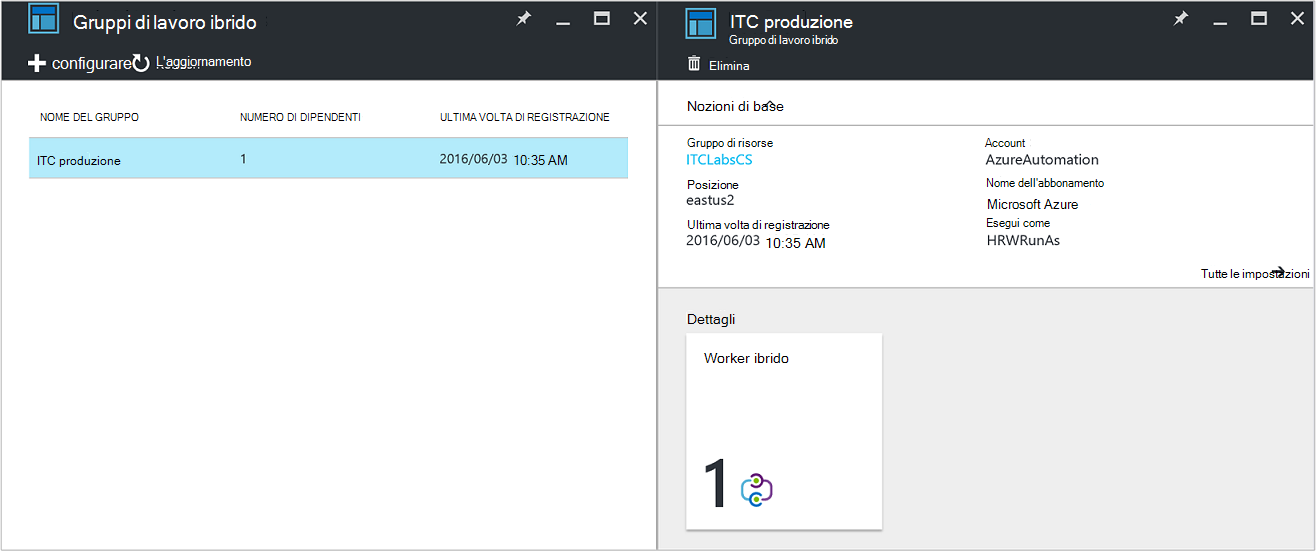 Gruppi di lavoro ibrido
configurare L'aggiornamento
NOME DEL GRUPPO NUMERO DI DIPENDENTI ULTIMA VOLTA DI REGISTRAZIONE
ITC produzione 1 2016/06/03 10:35 AM
ITC produzione
Gruppo di lavoro ibrido
Elimina
Nozioni di base
Gruppo di risorse Account
ITCLabsCS AzureAutomation
Posizione Nome dell'abbonamento
eastus2 Microsoft Azure
Ultima volta di registrazione Esegui come
2016/06/03 10:35 AM HRWRunAs
Tutte le impostazioni
Dettagli
Worker ibrido
1